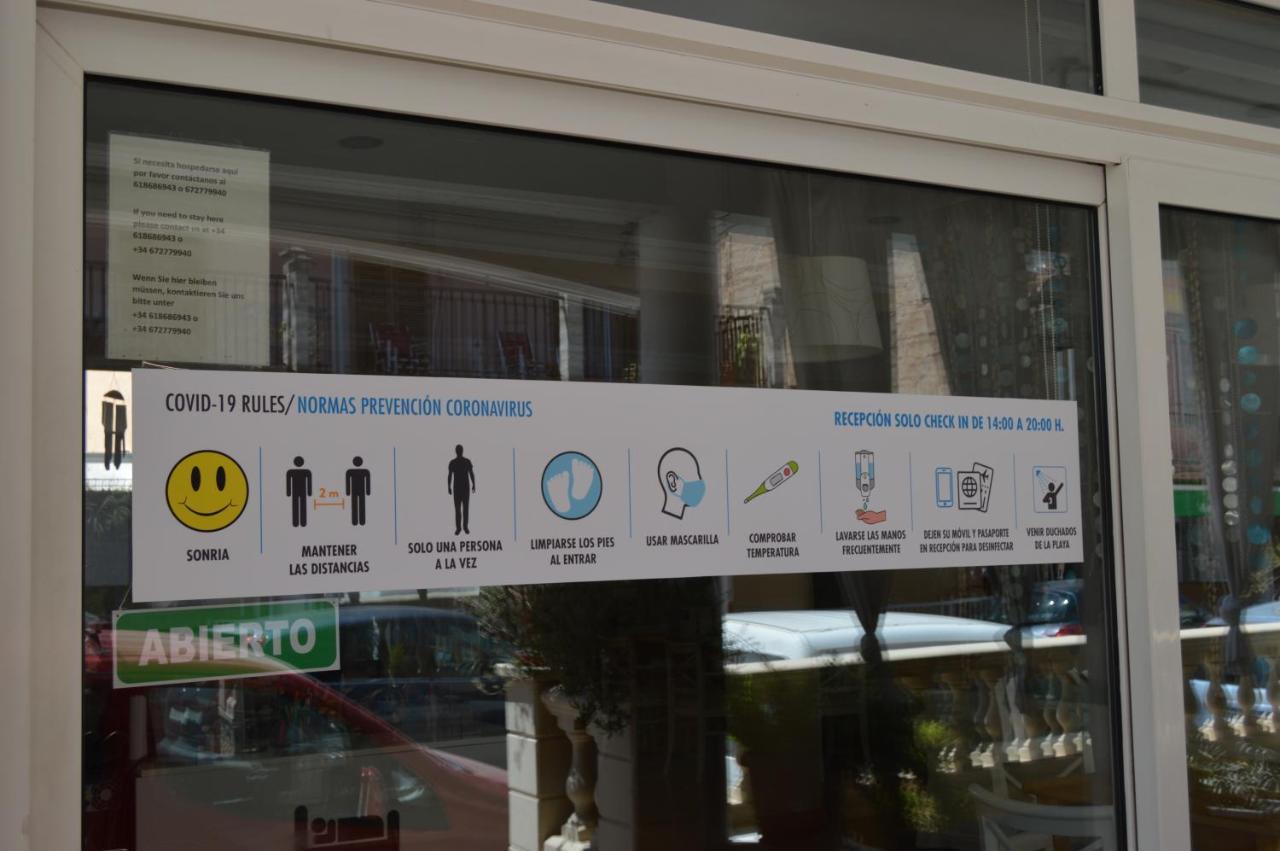 Si necesita hospedarse aquí
por favor contáctanos al
618686943 o 672779940
If you need to stay here
please contact us at +34
618686943 o
+34 672779940
Wenn Sie hier bleiben
müssen, kontaktieren Sie uns
bitte unter
+34 618686943 o
+34 672779940
COVID-19 RULES/NORMAS PREVENCIÓN CORONAVIRUS
RECEPCIÓN SOLO CHECK IN DE 14:00 A 20:00 H.
2 m
SONRIA
MANTENER
LAS DISTANCIAS
SOLO UNA PERSONA
A LA VEZ
LIMPIARSE LOS PIES
AL ENTRAR
USAR MASCARILLA
COMPROBAR
TEMPERATURA
LAVARSE LAS MANOS
FRECUENTEMENTE
DEJEN SU MÓVIL Y PASAPORTE
EN RECEPCIÓN PARA DESINFECTAR
VENIR DUCHADOS
DE LA PLAYA
ABIERTO